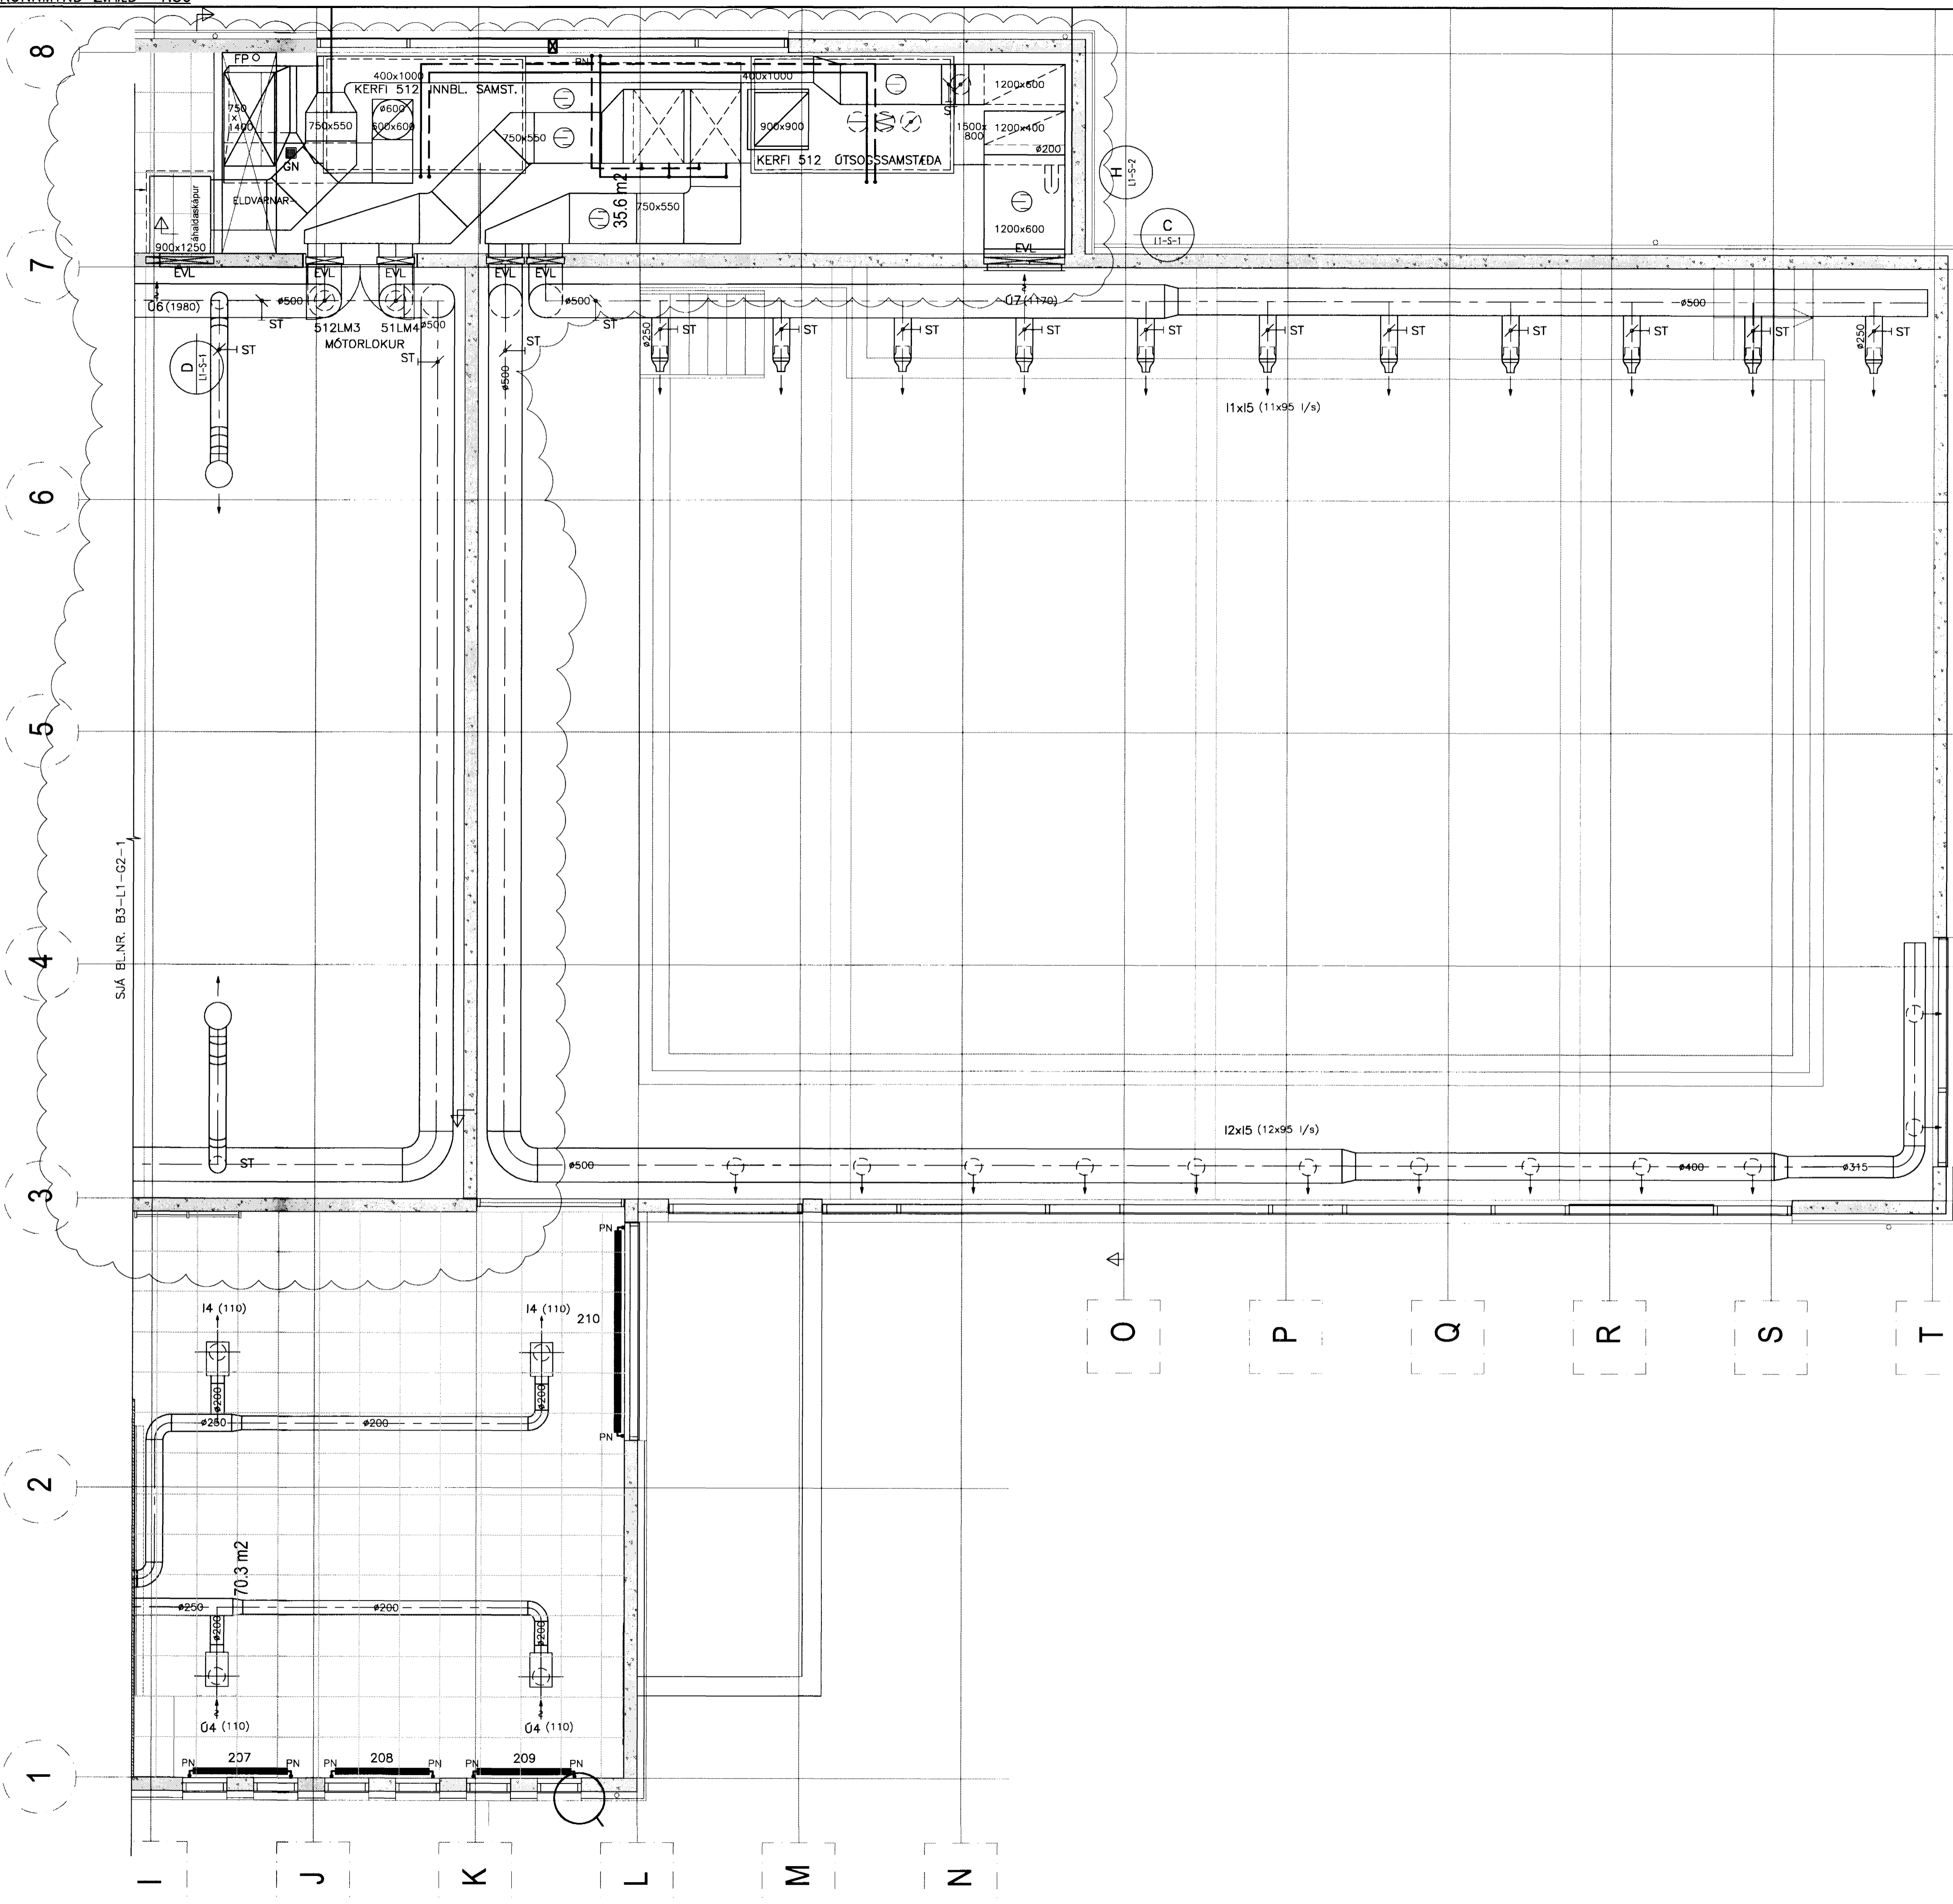 8
FP
PN
400x1000
400x1000
KERFI 512 INNBL. SAMST.
1200x600
750
x
1400
ø600
600x600
750x550
750x550
900x900
1500x
800
1200x400
ø200
GN
KERFI 512 ÚTSOGSSAMSTÆÐA
H
L1-S-2
35.6 m2
ELDVARNAR-
áhaldaskápur
750x550
1200x600
C
L1-S-1
900x1250
EVL
7
EVL
EVL
EVL
EVL
EVL
Ú6 (1980)
ø500
ø500
Ú7 (1170)
ø500
ST
512LM3
51LM4
ø500
ST
MÓTORLOKUR
ST
ST
ST
ø250
ST
ST
ST
ST
ST
ST
ST
ST
ST
ST
ST
ø250
D
L1-S-1
ø500
11x15 (11x95 l/s)
6
5
SJÁ BL.NR. B3-L1-G2-1
4
12x15 (12x95 l/s)
ST
ø500
ø400
ø315
3
PN
I4 (110)
I4 (110)
210
O
P
Q
R
S
T
ø200
ø200
ø250
ø200
PN
2
70.3 m2
ø250
ø200
ø200
ø200
Ú4 (110)
Ú4 (110)
PN
207
PN
PN
208
PN
PN
209
PN
1
I
J
K
L
M
N